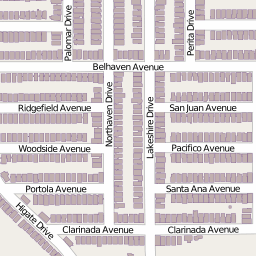 Palomar Drive
Perita Drive
Belhaven Avenue
Northaven Drive
Lakeshire Drive
Ridgefield Avenue
San Juan Avenue
Woodside Avenue
Pacifico Avenue
Portola Avenue
Santa Ana Avenue
Higate Drive
Clarinada Avenue
Clarinada Avenue